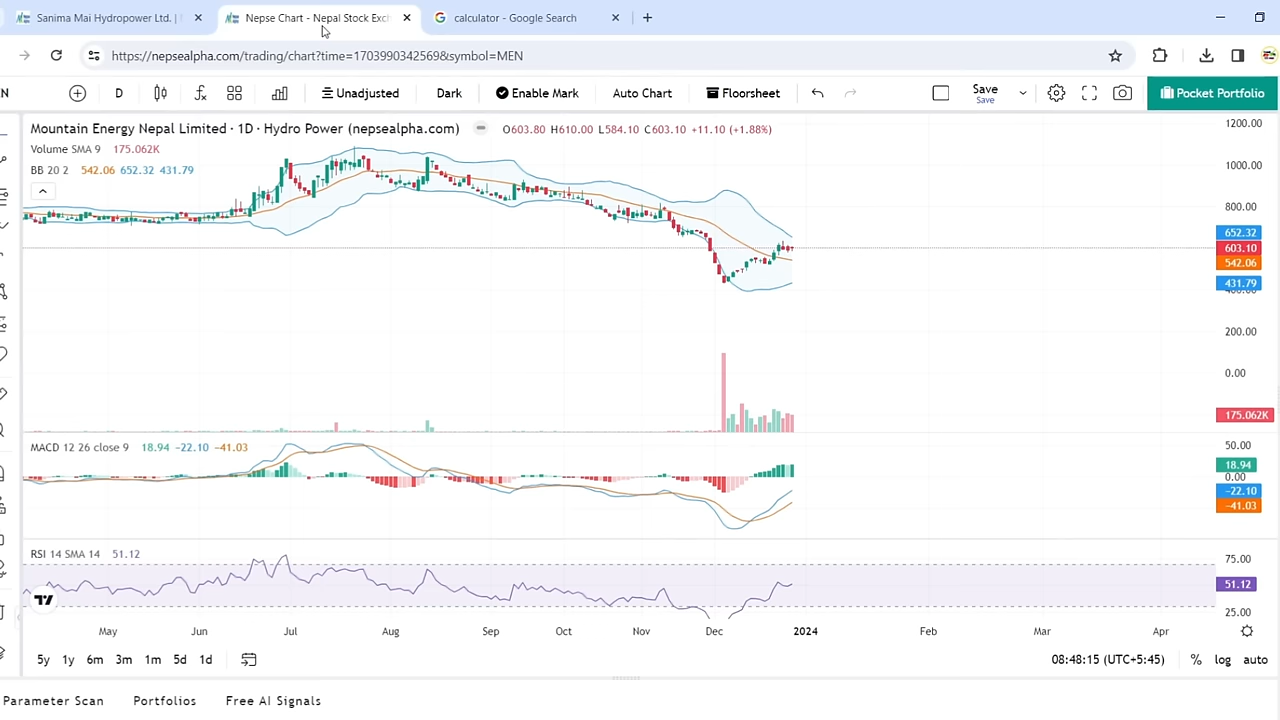 Sanima Mai Hydropower Ltd. |
Nepse Chart - Nepal Stock Exch
calculator - Google Search
https://nepsealpha.com/trading/chart?time=1703990342569&symbol=MEN
D
Unadjusted
Dark
Enable Mark
Auto Chart
Floorsheet
Save
Save
Pocket Portfolio
Mountain Energy Nepal Limited · 1D · Hydro Power (nepsealpha.com) O603.80 H610.00 L584.10 C603.10 +11.10 (+1.88%)
Volume SMA 9 175.062K
BB 20 2 542.06 652.32 431.79
1200.00
1000.00
800.00
652.32
603.10
542.06
431.79
200.00
0.00
175.062K
MACD 12 26 close 9 18.94 −22.10 −41.03
50.00
18.94
0.00
−22.10
−41.03
RSI 14 SMA 14 51.12
75.00
51.12
25.00
May Jun Jul Aug Sep Oct Nov Dec 2024 Feb Mar Apr
5y 1y 6m 3m 1m 5d 1d
08:48:15 (UTC+5:45) % log auto
Parameter Scan Portfolios Free AI Signals